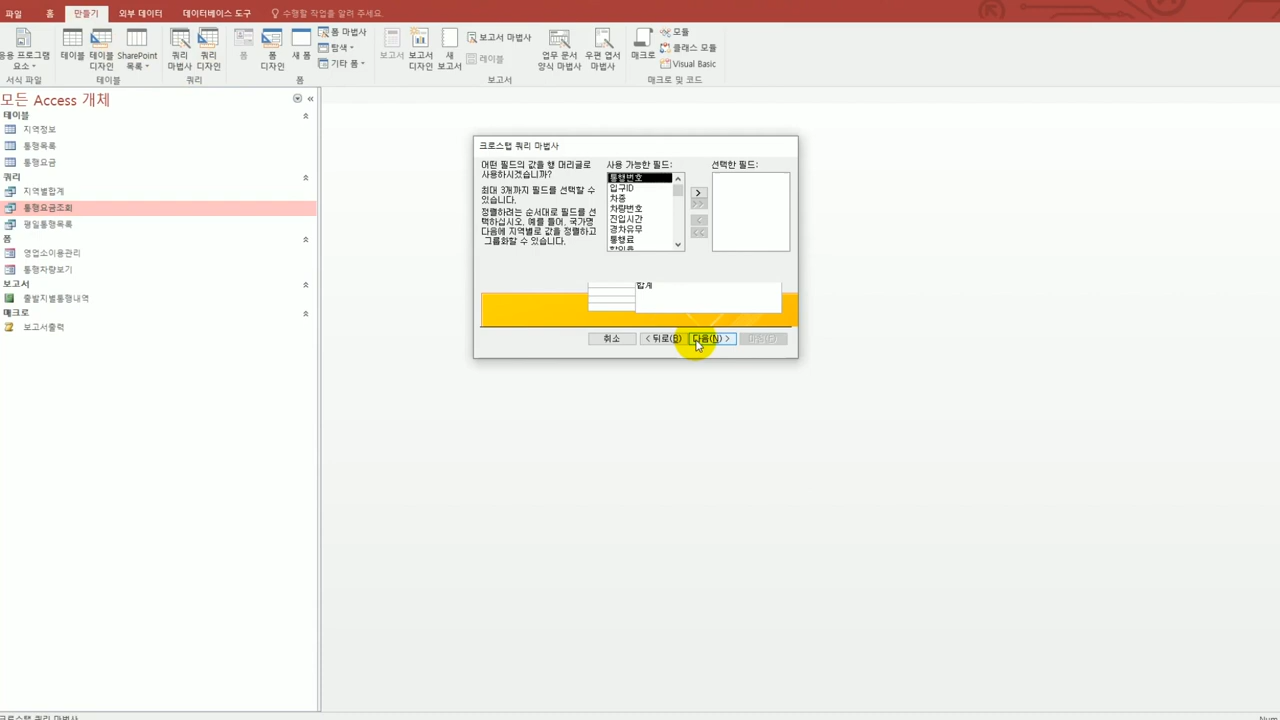 파일
홈
만들기
외부 데이터
데이터베이스 도구
수행할 작업을 알려 주세요.
응용 프로그램
요소
서식 파일
테이블
테이블
디자인
SharePoint
목록
테이블
쿼리
마법사
쿼리
디자인
쿼리
폼
폼
디자인
새 폼
폼 마법사
탐색
기타 폼
폼
보고서
보고서
디자인
새
보고서
보고서 마법사
레이블
업무 문서
양식 마법사
우편 엽서
마법사
보고서
매크로
모듈
클래스 모듈
Visual Basic
매크로 및 코드
모든 Access 개체
테이블
지역정보
통행목록
통행요금
쿼리
지역별합계
통행요금조회
평일통행목록
폼
영업소이용관리
통행차량보기
보고서
출발지별통행내역
매크로
보고서출력
크로스탭 쿼리 마법사
어떤 필드의 값을 행 머리글로
사용하시겠습니까?
최대 3개까지 필드를 선택할 수
있습니다.
정렬하려는 순서대로 필드를 선
택하십시오. 예를 들어, 국가명
다음에 지역별로 값을 정렬하고
그룹화할 수 있습니다.
사용 가능한 필드:
통행번호
입구ID
차종
차량번호
진입시간
경차유무
통행료
할인율
>
>>
<
<<
선택한 필드:
합계
취소
< 뒤로(B)
다음(N) >
마침(F)
크로스탭 쿼리 마법사
Num